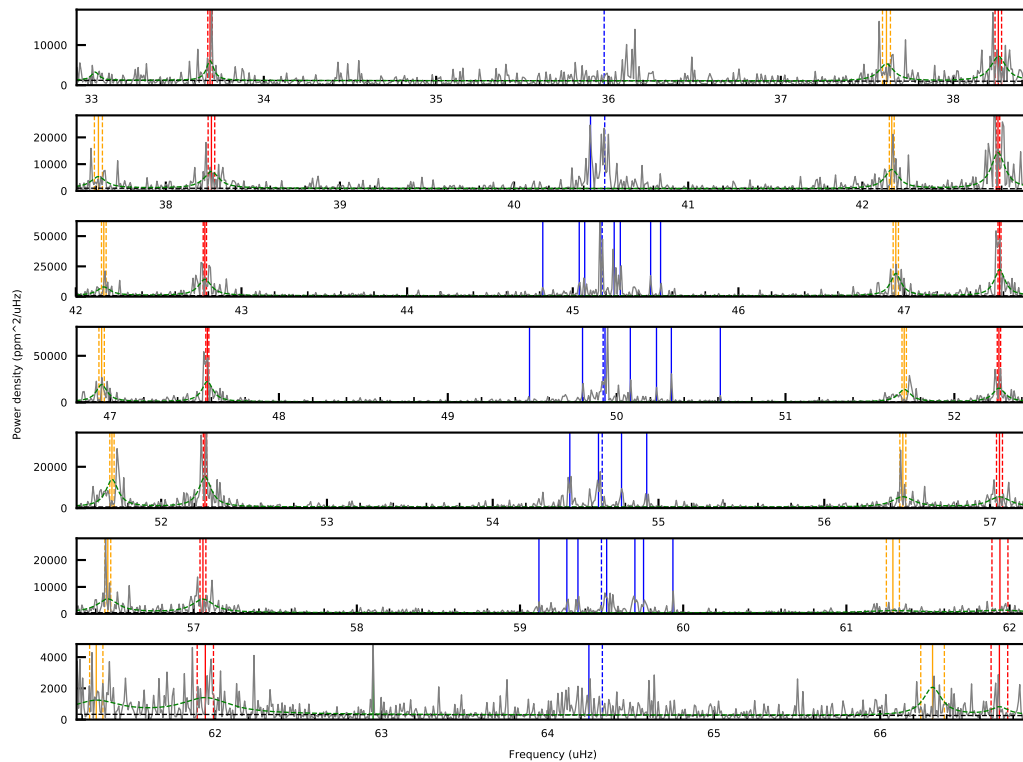 10000
0
33 34 35 36 37 38
20000
10000
0
38 39 40 41 42
50000
25000
0
42 43 44 45 46 47
50000
0
47 48 49 50 51 52
Power density (ppm^2/uHz)
20000
0
52 53 54 55 56 57
20000
10000
0
57 58 59 60 61 62
4000
2000
0
62 63 64 65 66
Frequency (uHz)